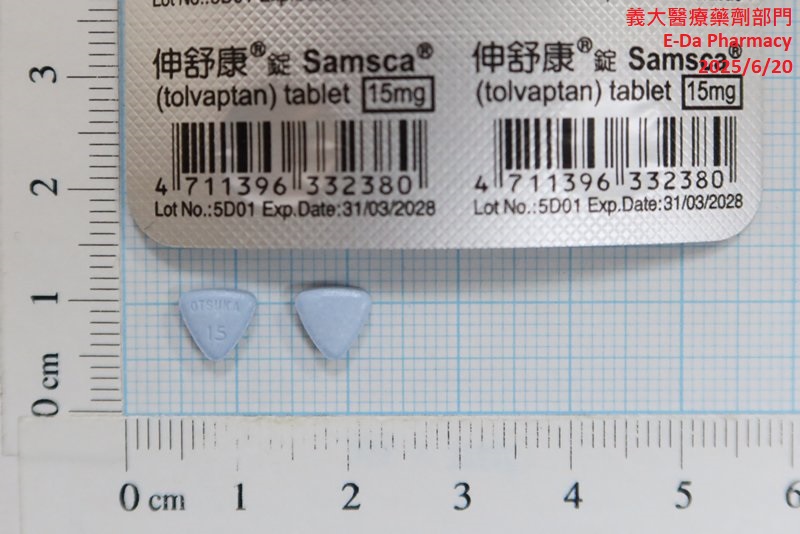 義大醫療藥劑部門
E-Da Pharmacy
2025/6/20
伸舒康® 錠 Samsca®
(tolvaptan) tablet 15mg
4 711396 332380
Lot No.:5D01 Exp.Date:31/03/2028
伸舒康® 錠 Samsca®
(tolvaptan) tablet 15mg
4 711396 332380
Lot No.:5D01 Exp.Date:31/03/2028
OTSUKA
15
3
2
1
0 cm
0 cm 1 2 3 4 5 6